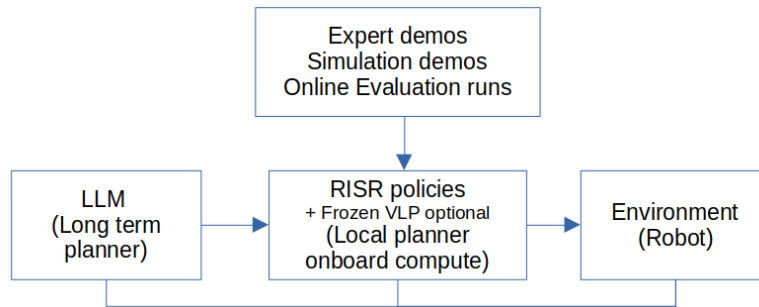 Expert demos
Simulation demos
Online Evaluation runs
LLM
(Long term
planner)
RISR policies
+ Frozen VLP optional
(Local planner
onboard compute)
Environment
(Robot)